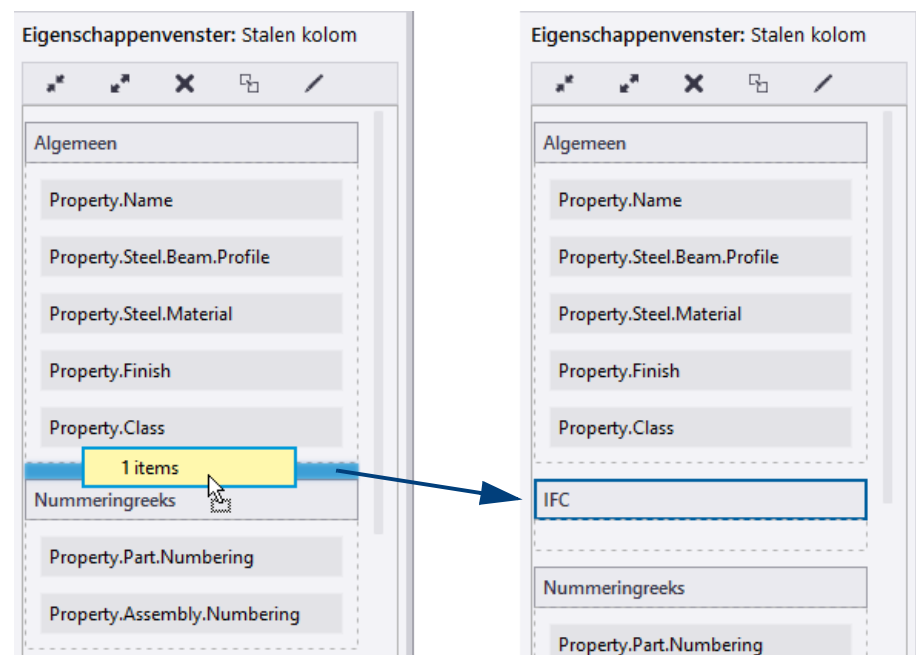 Eigenschappenvenster: Stalen kolom
Algemeen
Property.Name
Property.Steel.Beam.Profile
Property.Steel.Material
Property.Finish
Property.Class
1 items
Nummeringreeks
Property.Part.Numbering
Property.Assembly.Numbering
Eigenschappenvenster: Stalen kolom
Algemeen
Property.Name
Property.Steel.Beam.Profile
Property.Steel.Material
Property.Finish
Property.Class
IFC
Nummeringreeks
Property.Part.Numbering